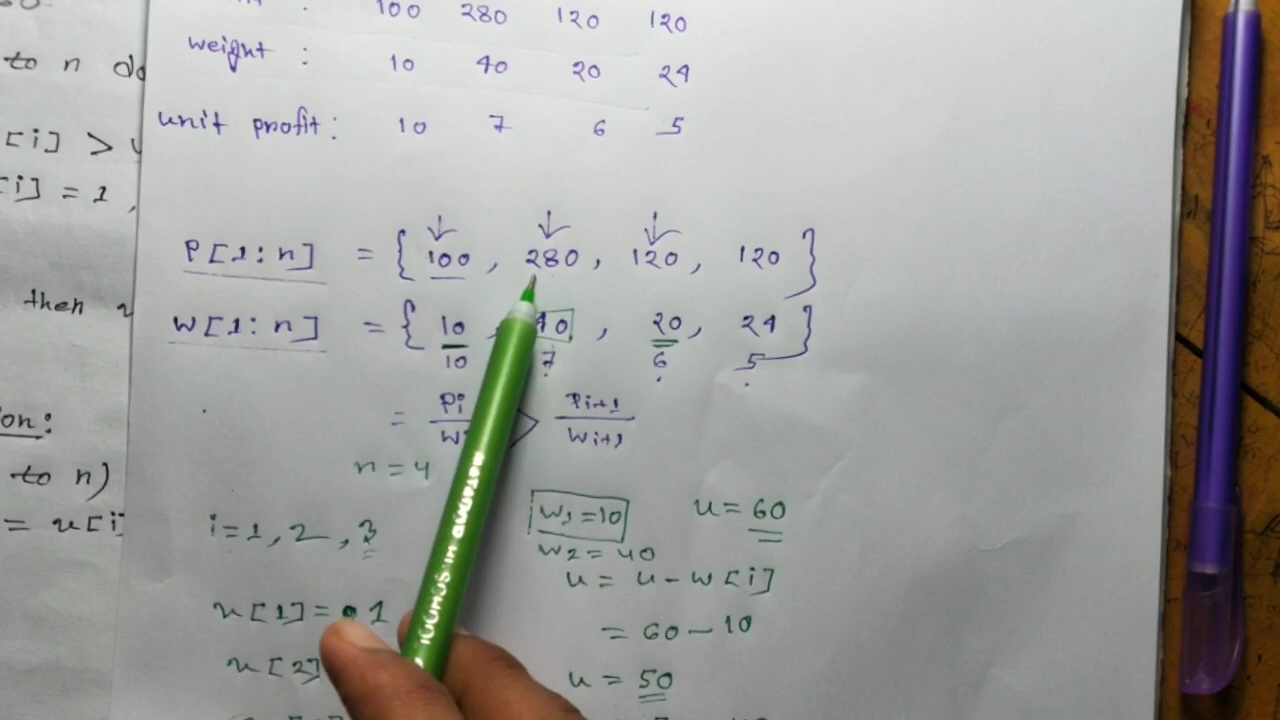 to n do
[i] >
[i] = 1 ,
then
on:
to n)
= u[i]
100 280 120 120
weight : 10 40 20 24
unit profit : 10 7 6 5
P[1:n] = { 100 , 280 , 120 , 120 }
W[1:n] = { 10 , 40 , 20 , 24 }
10 7 6 5
= Pi Pi+1
Wi+1
n = 4
i = 1 , 2 , 3
W1 = 10 u = 60
W2 = 40
u = u - w[i]
x[1] = 1
= 60 - 10
x[2]
u = 50